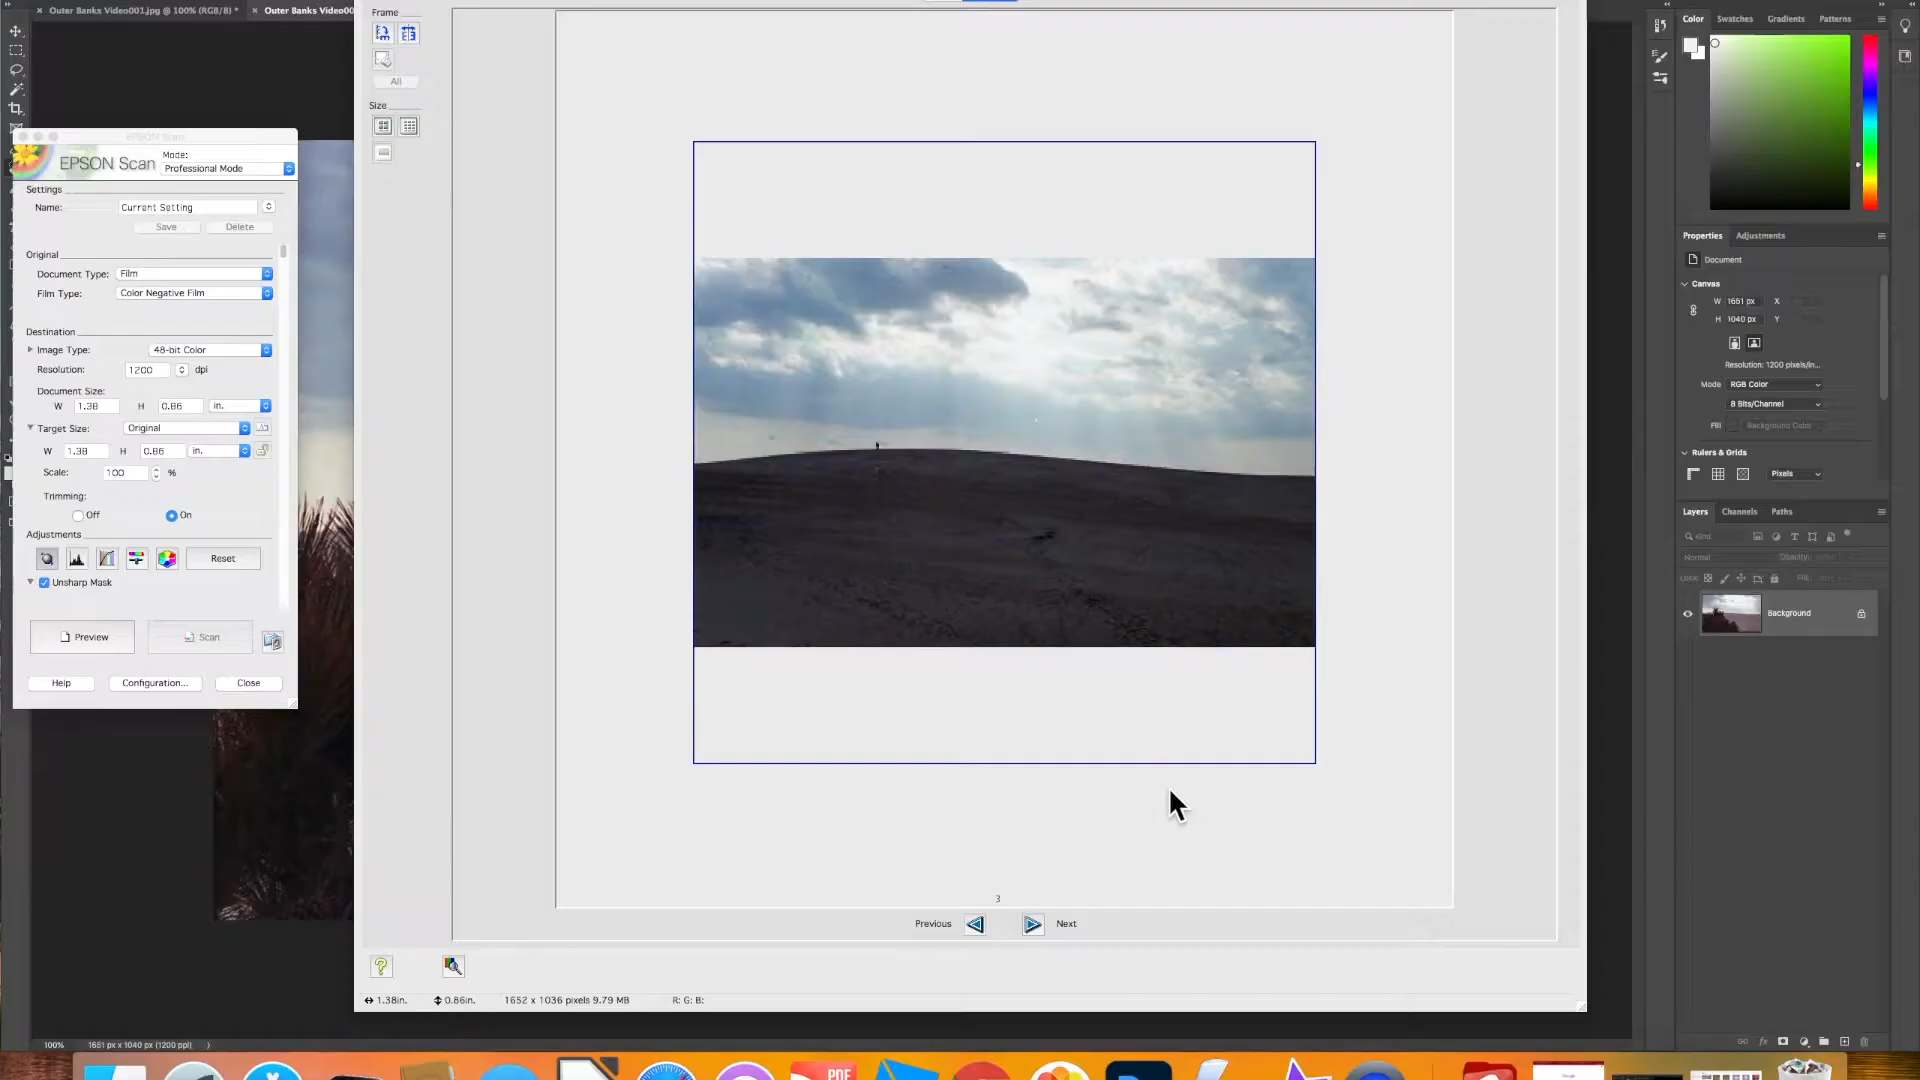 Outer Banks Video001.jpg @ 100% (RGB/8) *
Outer Banks Video00
EPSON Scan
EPSON Scan
Mode:
Professional Mode
Settings
Name:
Current Setting
Save
Delete
Original
Document Type:
Film
Film Type:
Color Negative Film
Destination
Image Type:
48-bit Color
Resolution:
1200
dpi
Document Size:
W
1.38
H
0.86
in.
Target Size:
Original
W
1.38
H
0.86
in.
Scale:
100
%
Trimming:
Off
On
Adjustments
Reset
Unsharp Mask
Preview
Scan
Help
Configuration...
Close
100%
1651 px x 1040 px (1200 ppi)
Frame
All
Size
3
Previous
Next
1.38in.
0.86in.
1652 x 1036 pixels 9.79 MB
R: G: B:
PDF
Color
Swatches
Gradients
Patterns
Properties
Adjustments
Document
Canvas
W
1651 px
X
H
1040 px
Y
Resolution: 1200 pixels/in...
Mode
RGB Color
8 Bits/Channel
Fill
Background Color
Rulers & Grids
Pixels
Layers
Channels
Paths
Kind
Normal
Opacity:
Lock:
Fill:
Background